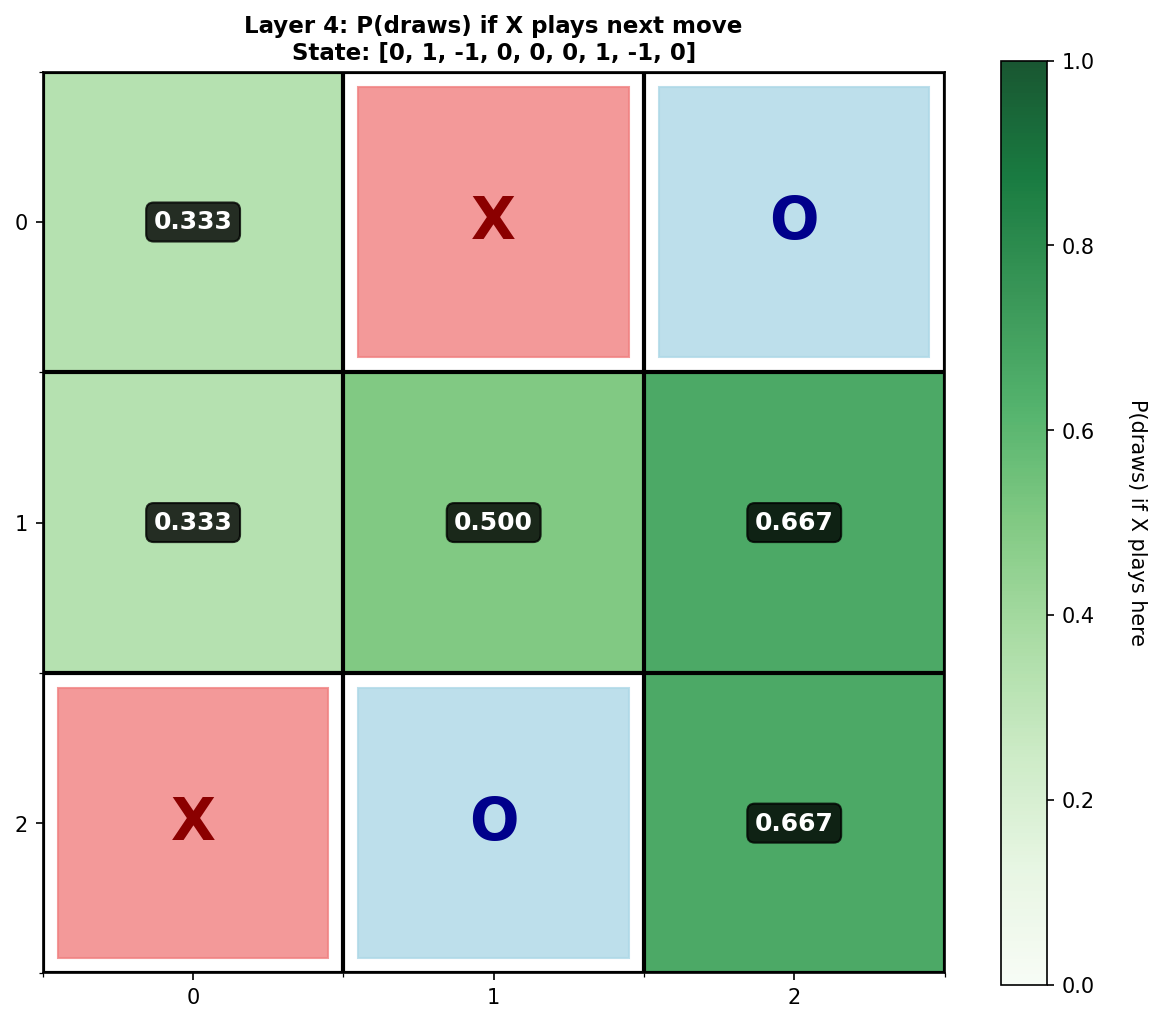 Layer 4: P(draws) if X plays next move
State: [0, 1, -1, 0, 0, 0, 1, -1, 0]
0.333
X
O
0.333
0.500
0.667
X
O
0.667
0
1
2
0
1
2
1.0
0.8
0.6
0.4
0.2
0.0
P(draws) if X plays here